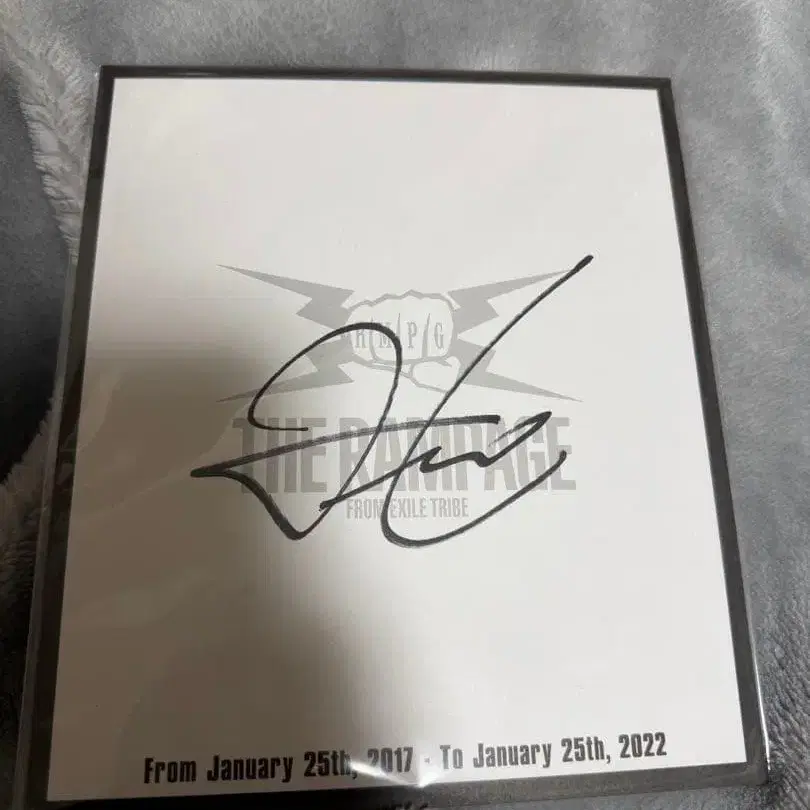 RMPG
THE RAMPAGE
FROM EXILE TRIBE
From January 25th, 2017 - To January 25th, 2022